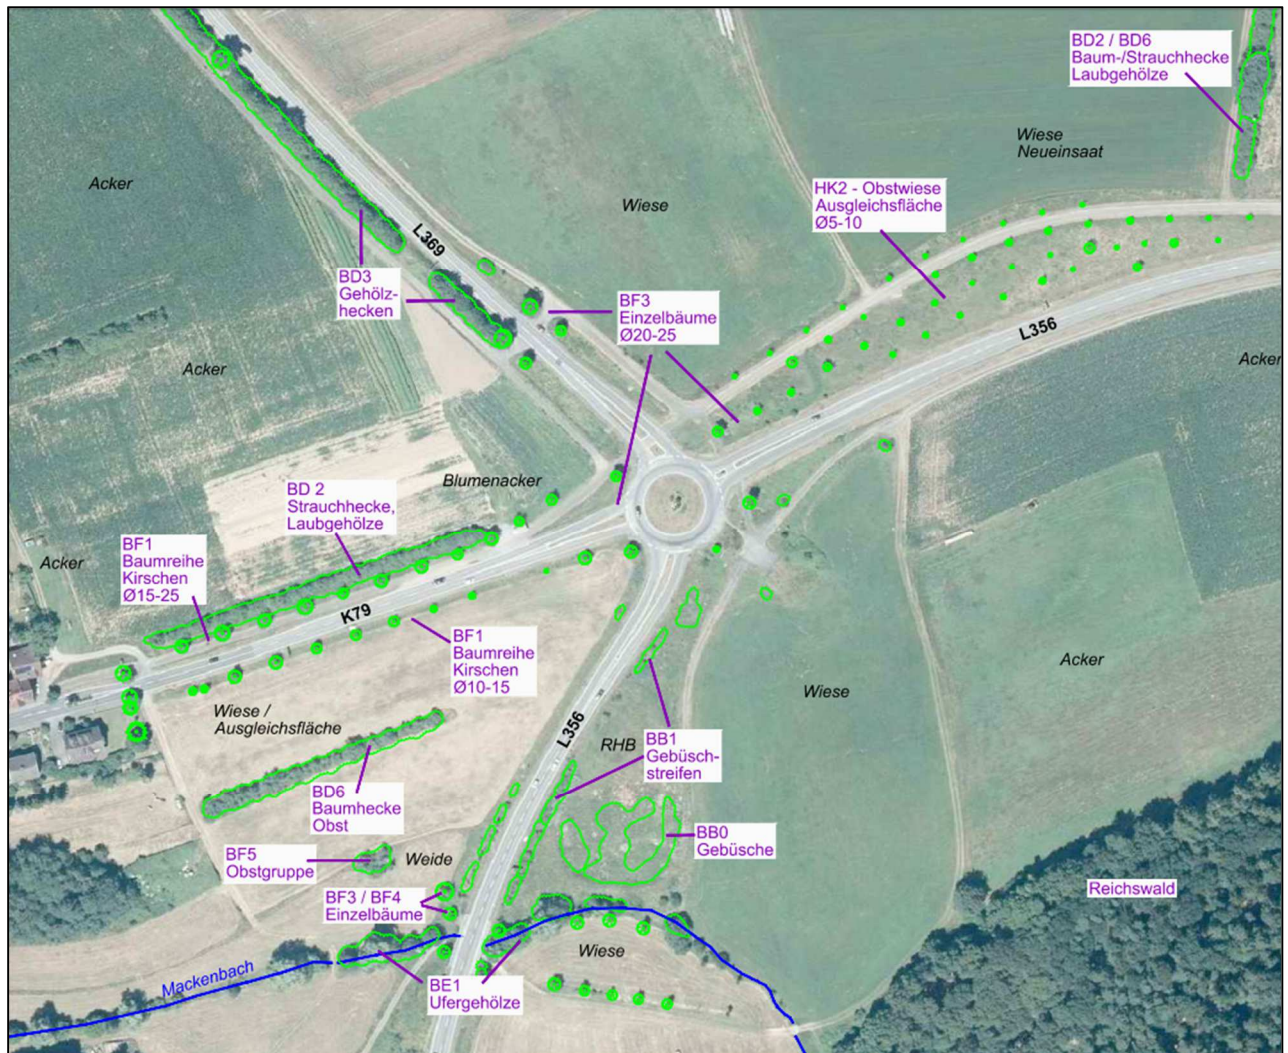 BD2 / BD6
Baum-/Strauchhecke
Laubgehölze
Wiese
Neueinsaat
Acker
HK2 - Obstwiese
Ausgleichsfläche
Ø5-10
Wiese
L369
BD3
Gehölz-
hecken
BF3
Einzelbäume
Ø20-25
L356
Acker
Acker
Blumenacker
BD 2
Strauchhecke,
Laubgehölze
BF1
Baumreihe
Kirschen
Ø15-25
Acker
K79
BF1
Baumreihe
Kirschen
Ø10-15
Acker
Wiese
Wiese /
Ausgleichsfläche
L356
RHB
BB1
Gebüsch-
streifen
BD6
Baumhecke
Obst
BB0
Gebüsche
BF5
Obstgruppe
Weide
Reichswald
BF3 / BF4
Einzelbäume
Wiese
Mackenbach
BE1
Ufergehölze